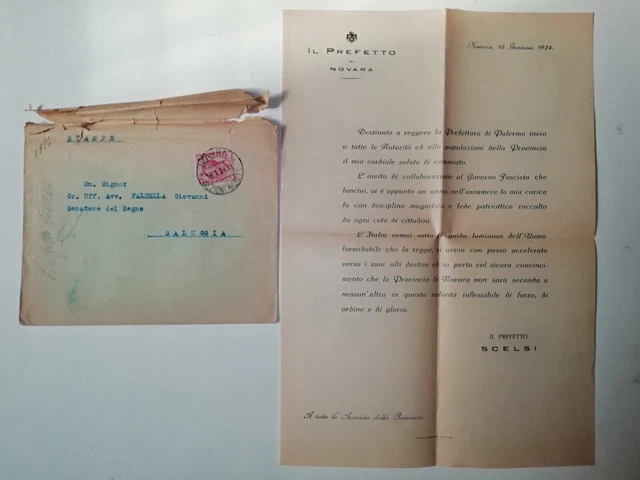 STAMPE
On. Signor
Gr. Uff. Avv. FALDELLA Giovanni
Senatore del Regno
SALUGGIA
IL PREFETTO
DI
NOVARA
Novara, 15 Gennaio 1924.
Destinato a reggere la Prefettura di Palermo invio
a tutte le Autorità ed alle popolazioni della Provincia
il mio cordiale saluto di commiato.
L'invito di collaborazione al Governo Fascista che
lanciai, or è appunto un anno, nell'assumere la mia carica
fu con disciplina magnifica e fede patriottica raccolto
da ogni ceto di cittadini.
L'Italia ormai sotto la guida luminosa dell'Uomo
formidabile che la regge, si avvia con passo accelerato
verso i suoi alti destini ed io parto col sicuro convinci-
mento che la Provincia di Novara non sarà seconda a
nessun'altra in questa volontà inflessibile di forza, di
ordine e di gloria.
IL PREFETTO
SCELSI
A tutte le Autorità della Provincia